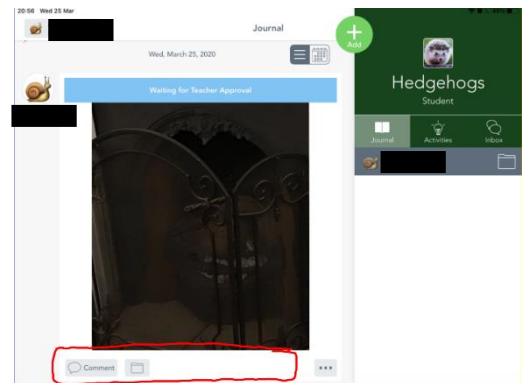 20:56 Wed 25 Mar
Journal
Add
Wed, March 25, 2020
Waiting for Teacher Approval
Hedgehogs
Student
Journal
Activities
Inbox
Comment